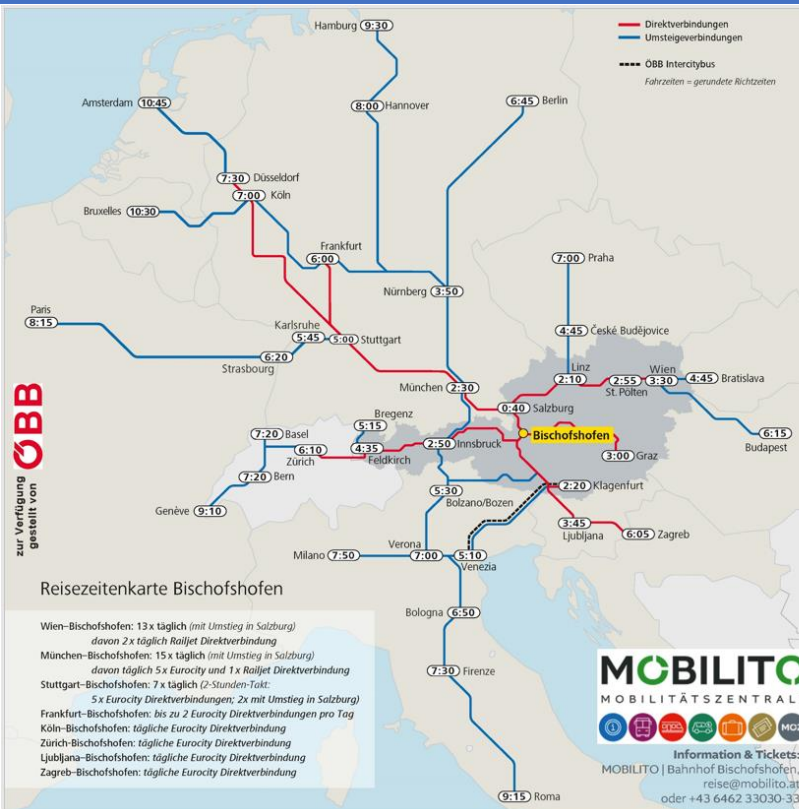 Hamburg 9:30
Direktverbindungen
Umsteigeverbindungen
ÖBB Intercitybus
Fahrzeiten = gerundete Richtzeiten
Amsterdam 10:45
8:00 Hannover
6:45 Berlin
7:30 Düsseldorf
7:00 Köln
Bruxelles 10:30
Frankfurt
6:00
7:00 Praha
Nürnberg 3:50
Paris
8:15
Karlsruhe
5:45
5:00 Stuttgart
4:45 České Budějovice
Strasbourg
6:20
Linz
2:10
2:55
St. Pölten
Wien
3:30
4:45 Bratislava
München 2:30
0:40 Salzburg
Bregenz
5:15
Bischofshofen
6:15
Budapest
7:20 Basel
6:10
Zürich
4:35
Feldkirch
2:50 Innsbruck
3:00 Graz
7:20 Bern
5:30
Bolzano/Bozen
2:20 Klagenfurt
Genève 9:10
3:45
Ljubljana
6:05 Zagreb
Milano 7:50
Verona
7:00
5:10
Venezia
Bologna 6:50
7:30 Firenze
9:15 Roma
zur Verfügung
gestellt von
ÖBB
Reisezeitenkarte Bischofshofen
Wien–Bischofshofen: 13 x täglich (mit Umstieg in Salzburg)
davon 2 x täglich Railjet Direktverbindung
München–Bischofshofen: 15 x täglich (mit Umstieg in Salzburg)
davon täglich 5 x Eurocity und 1 x Railjet Direktverbindung
Stuttgart–Bischofshofen: 7 x täglich (2-Stunden-Takt:
5 x Eurocity Direktverbindungen; 2x mit Umstieg in Salzburg)
Frankfurt–Bischofshofen: bis zu 2 Eurocity Direktverbindungen pro Tag
Köln–Bischofshofen: tägliche Eurocity Direktverbindung
Zürich–Bischofshofen: tägliche Eurocity Direktverbindung
Ljubljana–Bischofshofen: tägliche Eurocity Direktverbindung
Zagreb–Bischofshofen: tägliche Eurocity Direktverbindung
MOBILITO
MOBILITÄTSZENTRAL
Information & Tickets:
MOBILITO | Bahnhof Bischofshofen,
reise@mobilito.at
oder +43 6462 33030-33